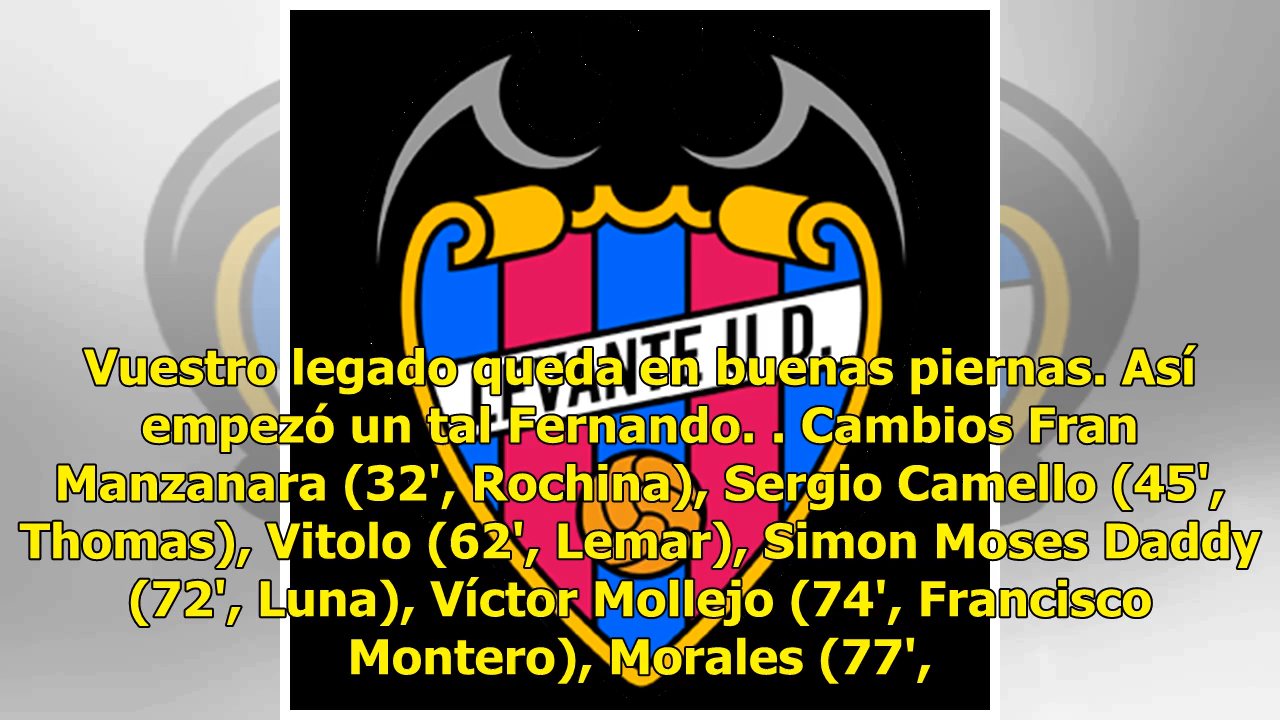 LEVANTE U.D.
Vuestro legado queda en buenas piernas. Así
empezó un tal Fernando. . Cambios Fran
Manzanara (32', Rochina), Sergio Camello (45',
Thomas), Vitolo (62', Lemar), Simon Moses Daddy
(72', Luna), Víctor Mollejo (74', Francisco
Montero), Morales (77',